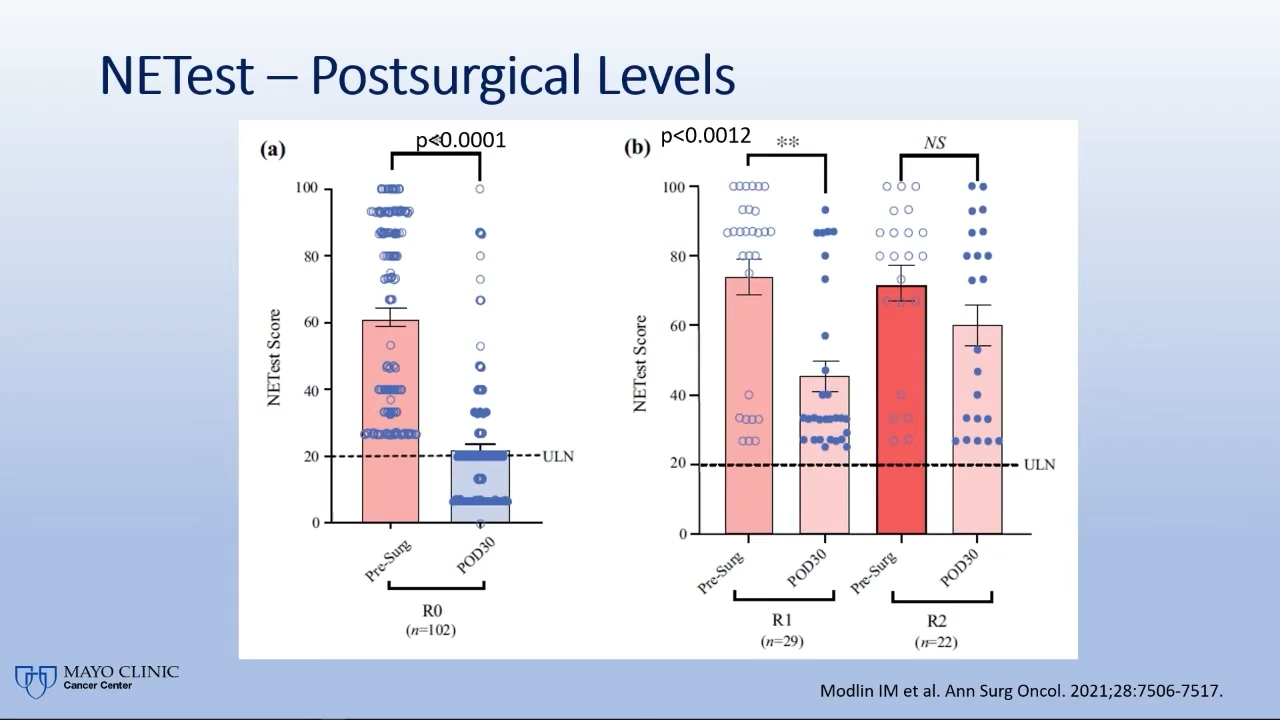 NETest – Postsurgical Levels
(a)
p<0.0001
100
80
60
40
20
0
NETest Score
ULN
Pre-Surg
POD30
R0
(n=102)
(b)
p<0.0012
**
NS
100
80
60
40
20
0
NETest Score
ULN
Pre-Surg
POD30
Pre-Surg
POD30
R1
(n=29)
R2
(n=22)
MAYO CLINIC
Cancer Center
Modlin IM et al. Ann Surg Oncol. 2021;28:7506-7517.